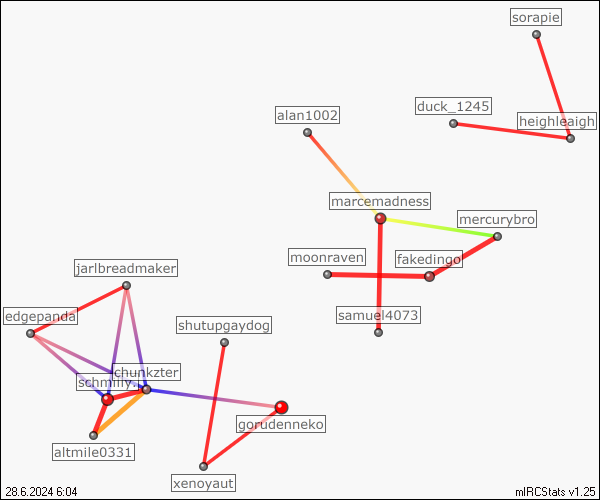 sorapie
duck_1245
heighleaigh
alan1002
marcemadness
mercurybro
moonraven
fakedingo
jarlbreadmaker
edgepanda
shutupgaydog
samuel4073
chunkzter
gorudenneko
altmile0331
xenoyaut
28.6.2024 6:04
mIRCStats v1.25